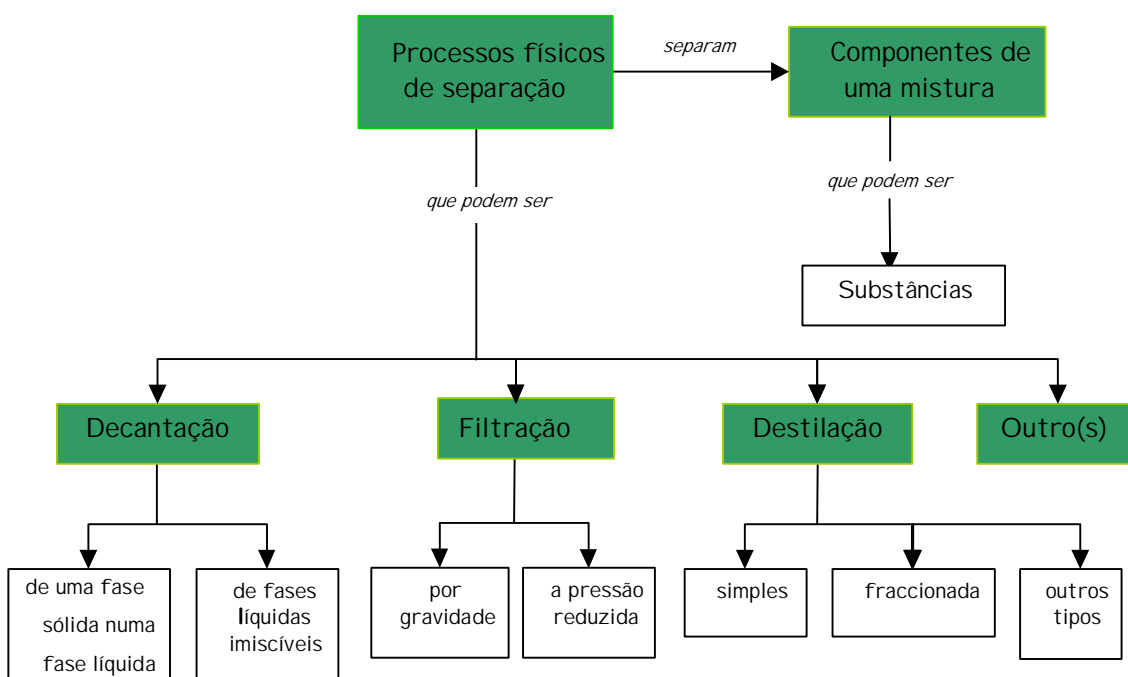 Processos físicos
de separação
separam
Componentes de
uma mistura
que podem ser
que podem ser
Substâncias
Decantação
Filtração
Destilação
Outro(s)
de uma fase
sólida numa
fase líquida
de fases
líquidas
imiscíveis
por
gravidade
a pressão
reduzida
simples
fraccionada
outros
tipos